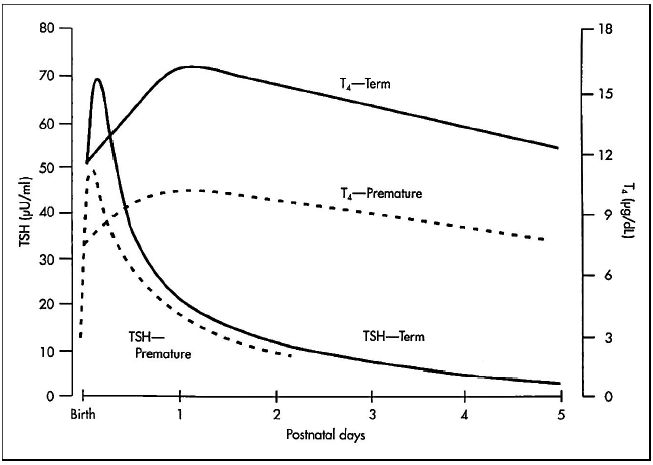 80
70
60
50
40
30
20
10
0
TSH (μU/ml)
18
15
12
9
6
3
0
T4 (μg/dL)
T4—Term
T4—Premature
TSH—
Premature
TSH—Term
Birth
1
2
3
4
5
Postnatal days